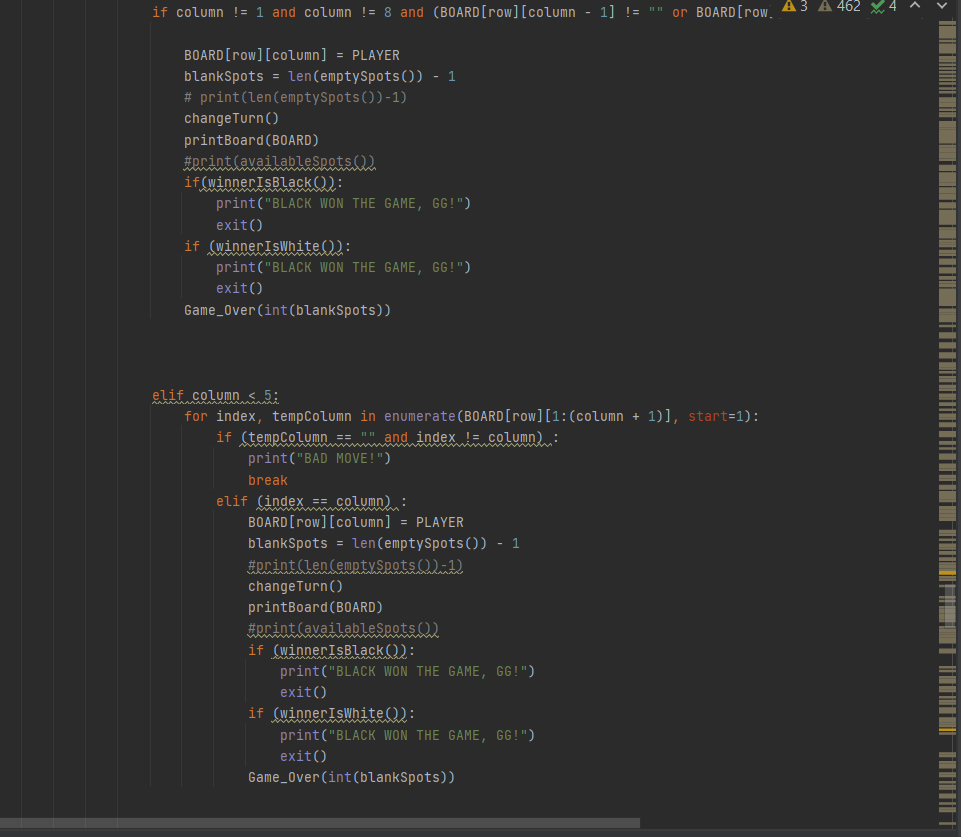 if column != 1 and column != 8 and (BOARD[row][column - 1] != "" or BOARD[row
3 462 4
BOARD[row][column] = PLAYER
blankSpots = len(emptySpots()) - 1
# print(len(emptySpots())-1)
changeTurn()
printBoard(BOARD)
#print(availableSpots())
if(winnerIsBlack()):
print("BLACK WON THE GAME, GG!")
exit()
if (winnerIsWhite()):
print("BLACK WON THE GAME, GG!")
exit()
Game_Over(int(blankSpots))
elif column < 5:
for index, tempColumn in enumerate(BOARD[row][1:(column + 1)], start=1):
if (tempColumn == "" and index != column) :
print("BAD MOVE!")
break
elif (index == column) :
BOARD[row][column] = PLAYER
blankSpots = len(emptySpots()) - 1
#print(len(emptySpots())-1)
changeTurn()
printBoard(BOARD)
#print(availableSpots())
if (winnerIsBlack()):
print("BLACK WON THE GAME, GG!")
exit()
if (winnerIsWhite()):
print("BLACK WON THE GAME, GG!")
exit()
Game_Over(int(blankSpots))